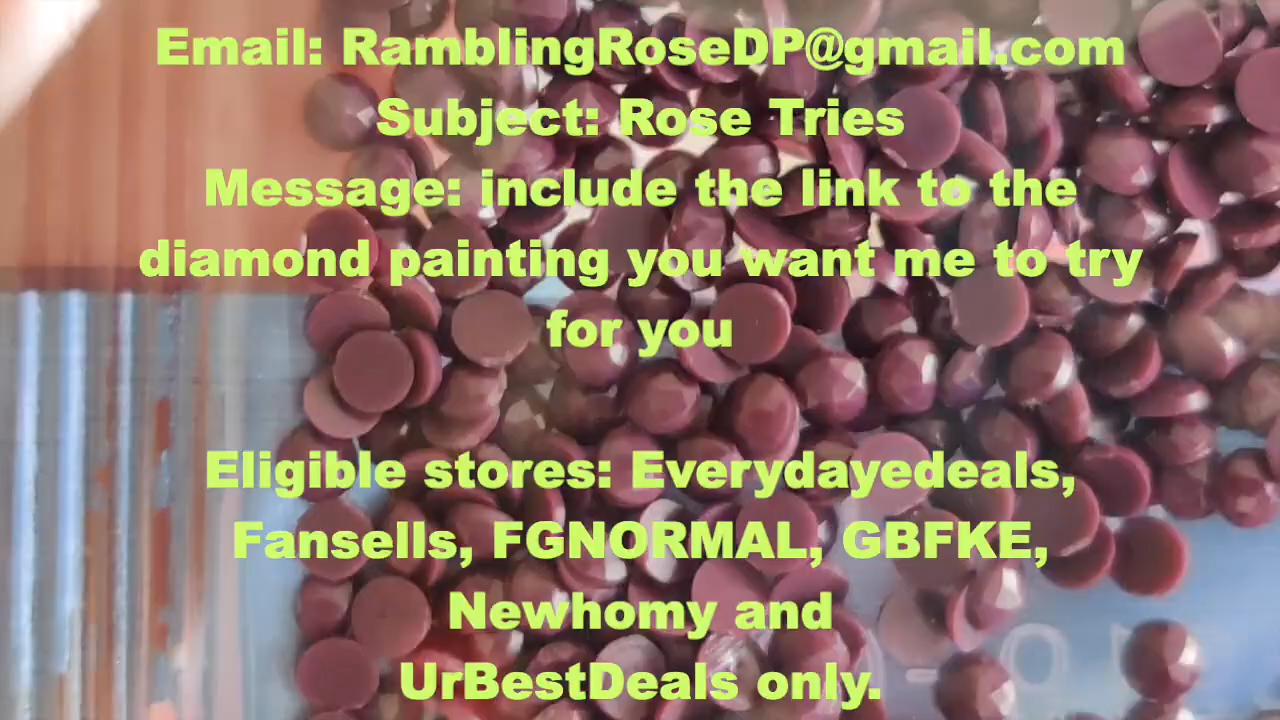 Email: RamblingRoseDP@gmail.com
Subject: Rose Tries
Message: include the link to the
diamond painting you want me to try
for you
Eligible stores: Everydayedeals,
Fansells, FGNORMAL, GBFKE,
Newhomy and
UrBestDeals only.